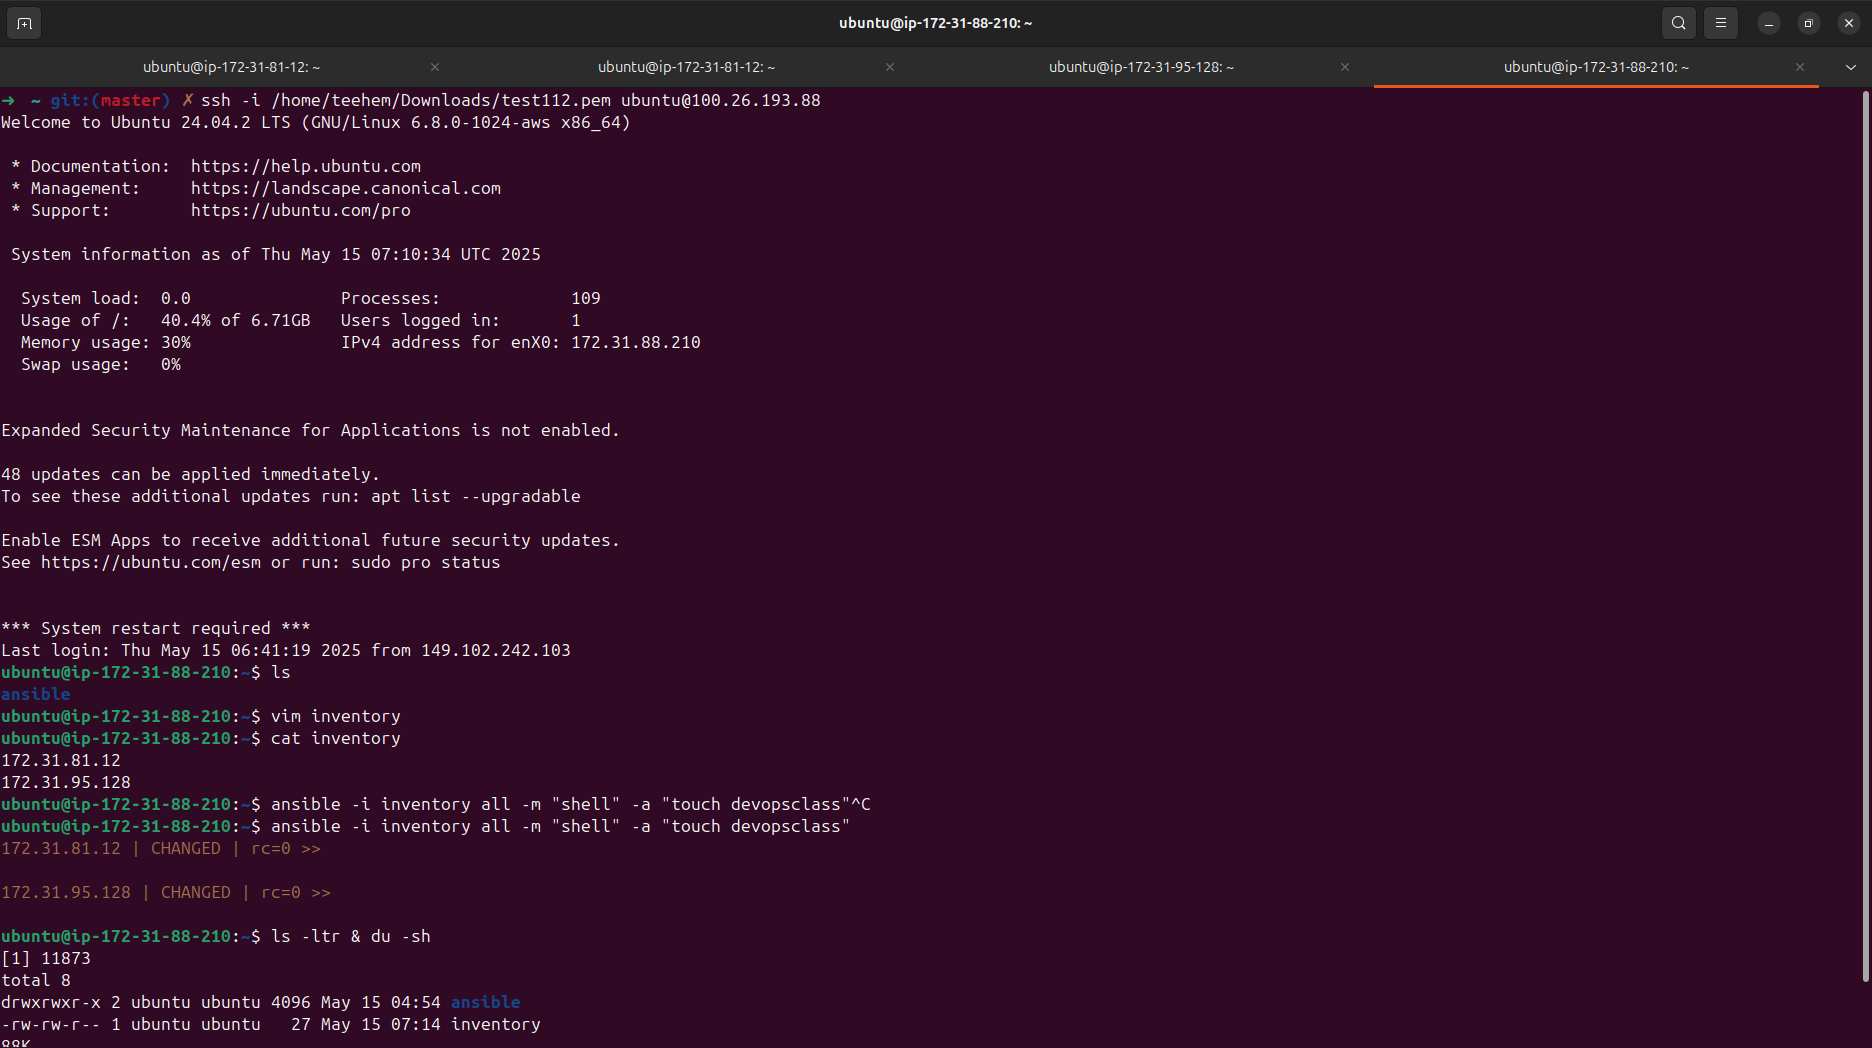 ubuntu@ip-172-31-88-210: ~
ubuntu@ip-172-31-81-12: ~
ubuntu@ip-172-31-81-12: ~
ubuntu@ip-172-31-95-128: ~
ubuntu@ip-172-31-88-210: ~
➜  ~ git:(master) ✗ ssh -i /home/teehem/Downloads/test112.pem ubuntu@100.26.193.88
Welcome to Ubuntu 24.04.2 LTS (GNU/Linux 6.8.0-1024-aws x86_64)
 * Documentation:  https://help.ubuntu.com
 * Management:     https://landscape.canonical.com
 * Support:        https://ubuntu.com/pro
 System information as of Thu May 15 07:10:34 UTC 2025
  System load:  0.0               Processes:             109
  Usage of /:   40.4% of 6.71GB   Users logged in:       1
  Memory usage: 30%               IPv4 address for enX0: 172.31.88.210
  Swap usage:   0%
Expanded Security Maintenance for Applications is not enabled.
48 updates can be applied immediately.
To see these additional updates run: apt list --upgradable
Enable ESM Apps to receive additional future security updates.
See https://ubuntu.com/esm or run: sudo pro status
*** System restart required ***
Last login: Thu May 15 06:41:19 2025 from 149.102.242.103
ubuntu@ip-172-31-88-210:~$ ls
ansible
ubuntu@ip-172-31-88-210:~$ vim inventory
ubuntu@ip-172-31-88-210:~$ cat inventory
172.31.81.12
172.31.95.128
ubuntu@ip-172-31-88-210:~$ ansible -i inventory all -m "shell" -a "touch devopsclass"^C
ubuntu@ip-172-31-88-210:~$ ansible -i inventory all -m "shell" -a "touch devopsclass"
172.31.81.12 | CHANGED | rc=0 >>
172.31.95.128 | CHANGED | rc=0 >>
ubuntu@ip-172-31-88-210:~$ ls -ltr & du -sh
[1] 11873
total 8
drwxrwxr-x 2 ubuntu ubuntu 4096 May 15 04:54 ansible
-rw-rw-r-- 1 ubuntu ubuntu   27 May 15 07:14 inventory
88K